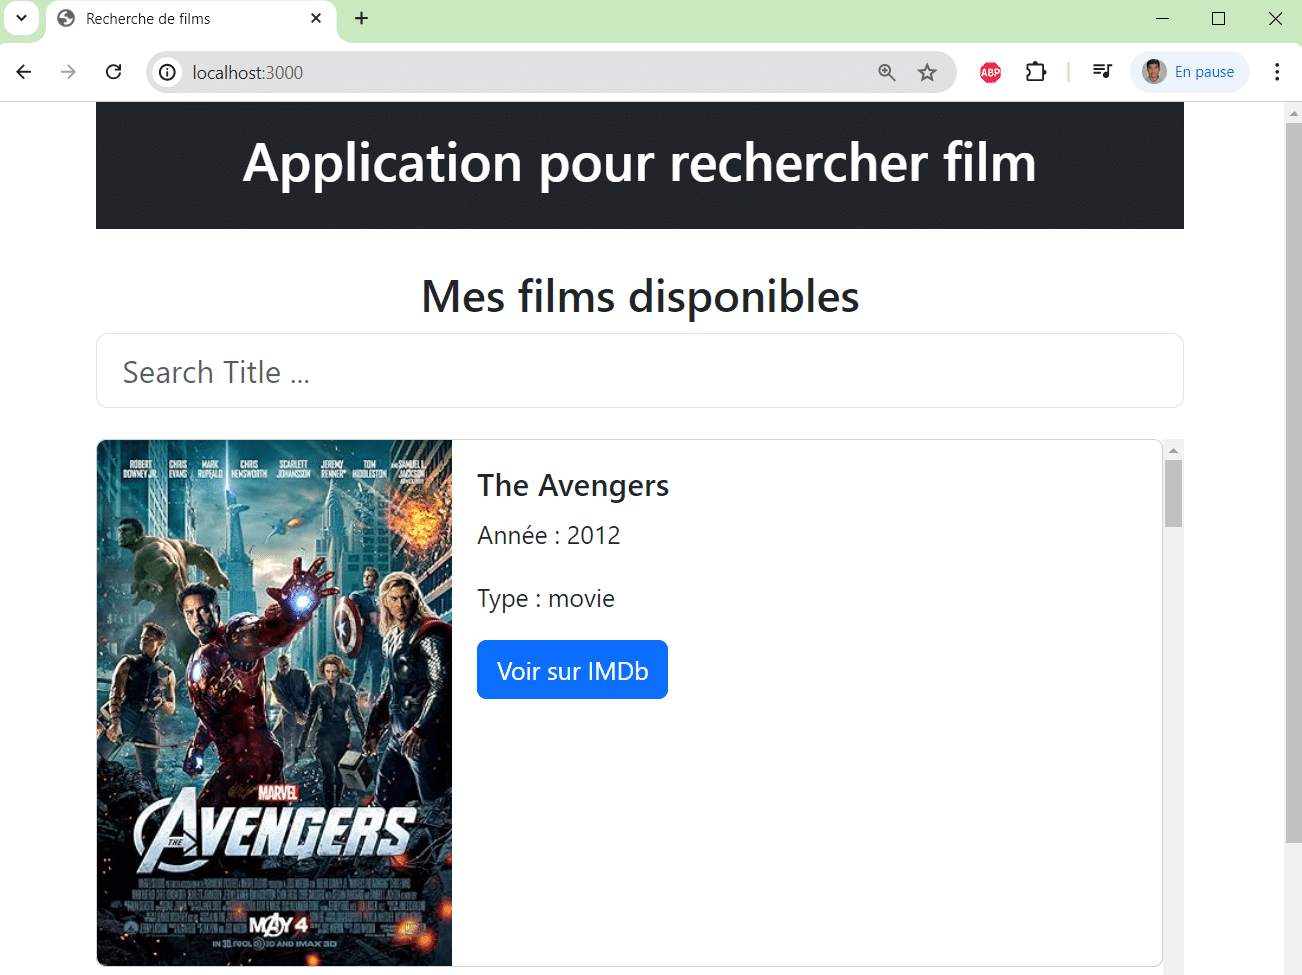 Recherche de films
localhost:3000
ABP
En pause
Application pour rechercher film
Mes films disponibles
Search Title ...
ROBERT DOWNEY JR.
CHRIS EVANS
MARK RUFFALO
CHRIS HEMSWORTH
SCARLETT JOHANSSON
JEREMY RENNER
TOM HIDDLESTON
AND SAMUEL L. JACKSON
The Avengers
Année : 2012
Type : movie
Voir sur IMDb
MARVEL
THE AVENGERS
MAY 4
IN 3D, REAL D 3D AND IMAX 3D